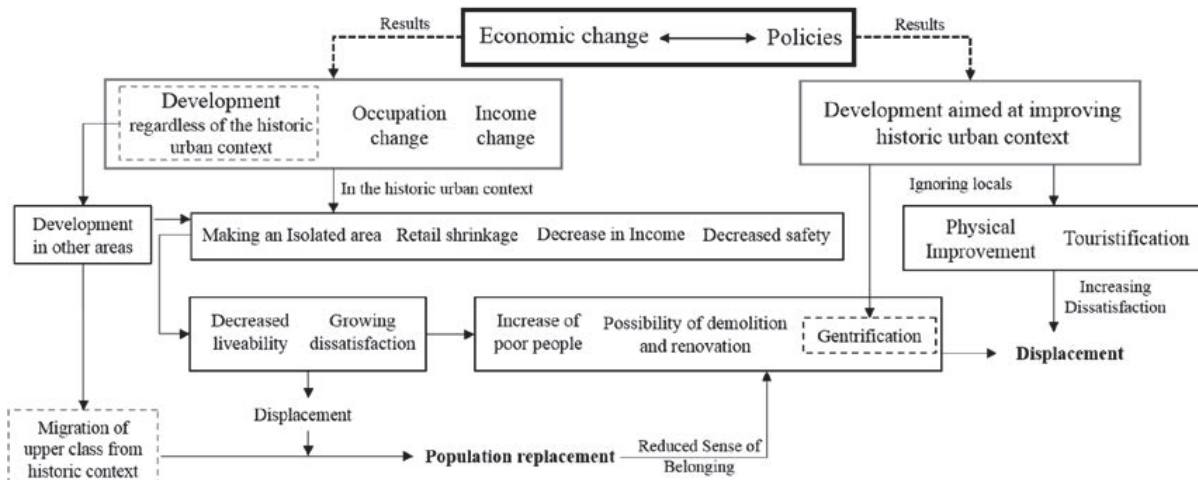 Results
Economic change
Policies
Results
Development
regardless of the historic
urban context
Occupation
change
Income
change
Development aimed at improving
historic urban context
In the historic urban context
Ignoring locals
Development
in other areas
Making an Isolated area
Retail shrinkage
Decrease in Income
Decreased safety
Physical
Improvement
Touristification
Increasing
Dissatisfaction
Decreased
liveability
Growing
dissatisfaction
Increase of
poor people
Possibility of demolition
and renovation
Gentrification
Displacement
Displacement
Migration of
upper class from
historic context
Population replacement
Reduced Sense of
Belonging